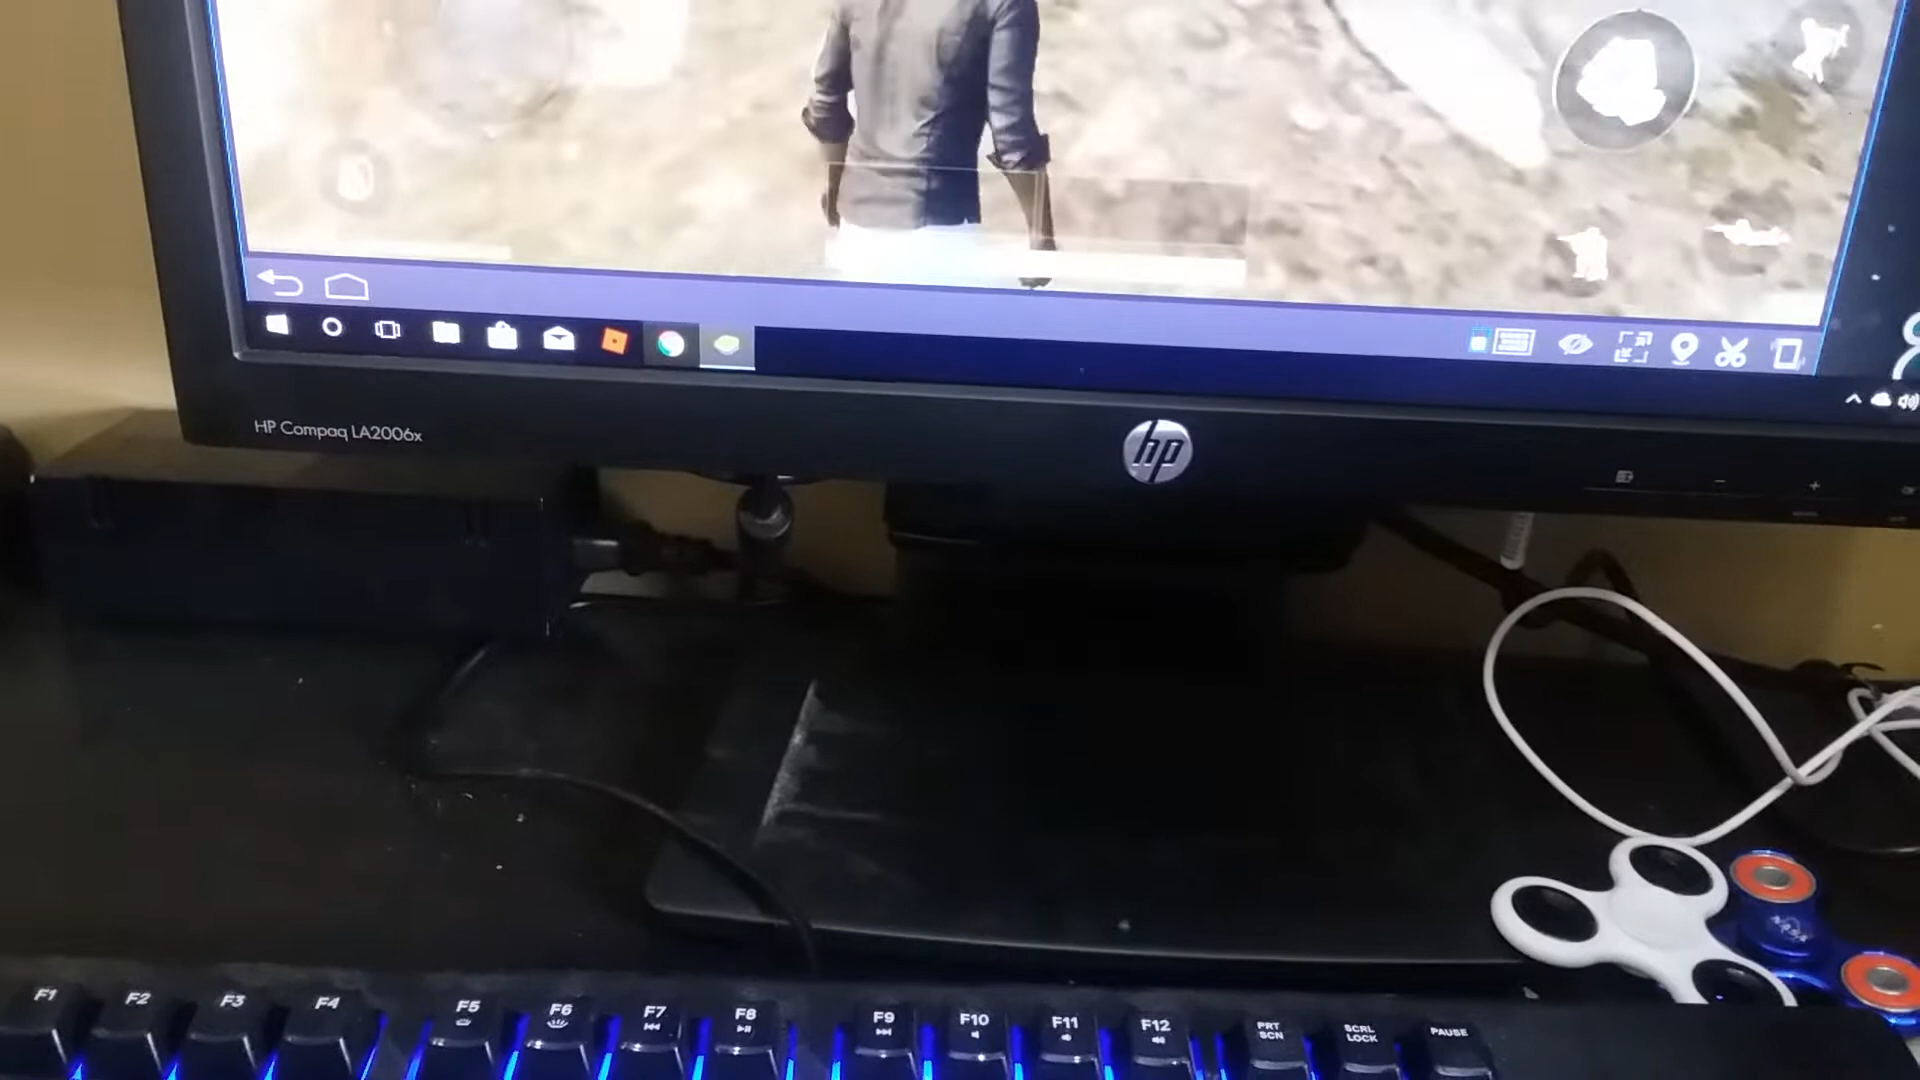 HP Compaq LA2006x
hp
NASA
F1 F2 F3 F4 F5 F6 F7 F8 F9 F10 F11 F12 PRT SCN SCRL LOCK PAUSE